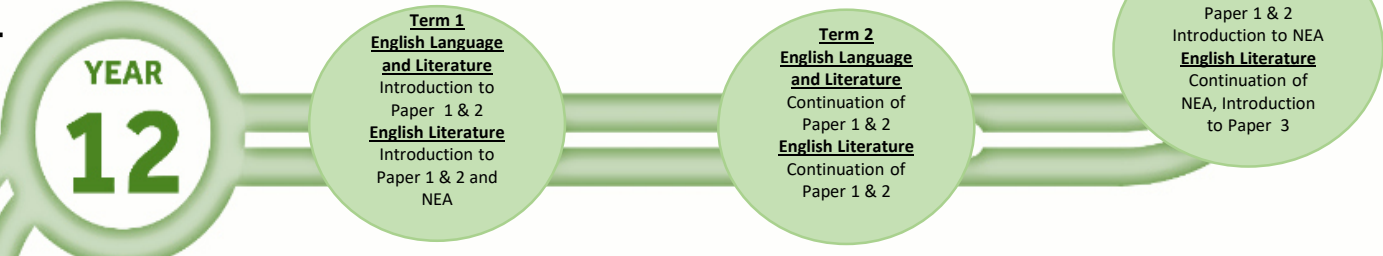 YEAR
12
Term 1
English Language
and Literature
Introduction to
Paper 1 & 2
English Literature
Introduction to
Paper 1 & 2 and
NEA
Term 2
English Language
and Literature
Continuation of
Paper 1 & 2
English Literature
Continuation of
Paper 1 & 2
Paper 1 & 2
Introduction to NEA
English Literature
Continuation of
NEA, Introduction
to Paper 3